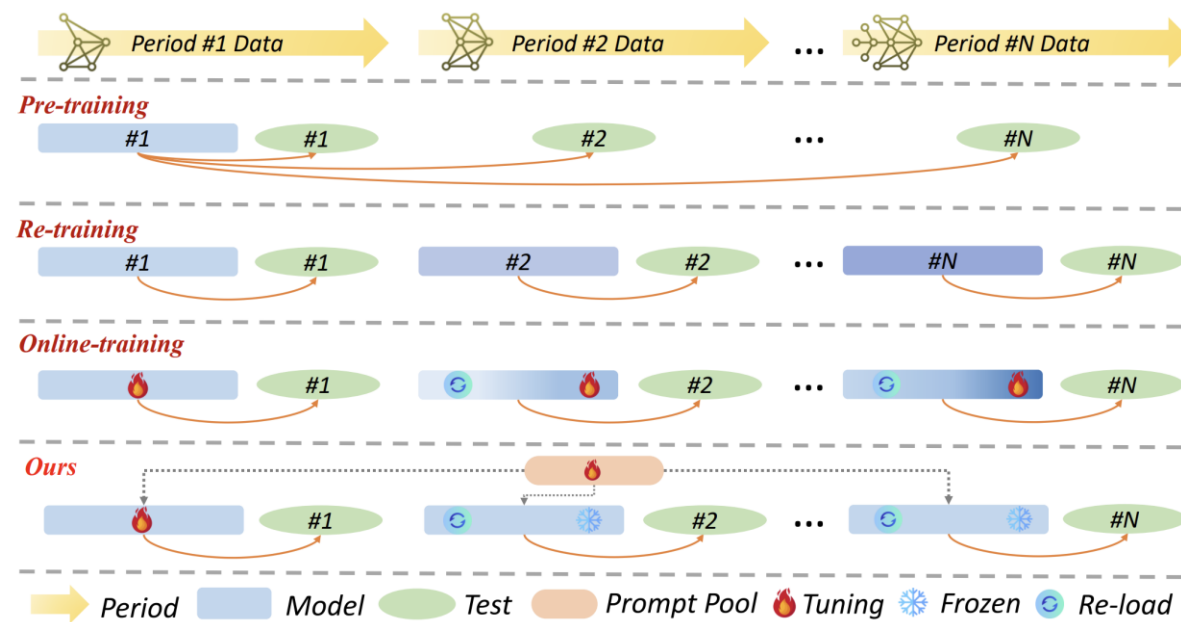 Period #1 Data Period #2 Data ... Period #N Data
Pre-training
#1 #1 #2 ... #N
Re-training
#1 #1 #2 #2 ... #N #N
Online-training
#1 #2 ... #N
Ours
#1 #2 ... #N
Period Model Test Prompt Pool Tuning Frozen Re-load